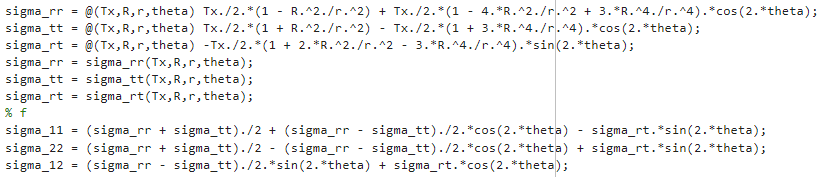 sigma_rr = @(Tx,R,r,theta) Tx./2.*(1 - R.^2./r.^2) + Tx./2.*(1 - 4.*R.^2./r.^2 + 3.*R.^4./r.^4).*cos(2.*theta);
sigma_tt = @(Tx,R,r,theta) Tx./2.*(1 + R.^2./r.^2) - Tx./2.*(1 + 3.*R.^4./r.^4).*cos(2.*theta);
sigma_rt = @(Tx,R,r,theta) -Tx./2.*(1 + 2.*R.^2./r.^2 - 3.*R.^4./r.^4).*sin(2.*theta);
sigma_rr = sigma_rr(Tx,R,r,theta);
sigma_tt = sigma_tt(Tx,R,r,theta);
sigma_rt = sigma_rt(Tx,R,r,theta);
% f
sigma_11 = (sigma_rr + sigma_tt)./2 + (sigma_rr - sigma_tt)./2.*cos(2.*theta) - sigma_rt.*sin(2.*theta);
sigma_22 = (sigma_rr + sigma_tt)./2 - (sigma_rr - sigma_tt)./2.*cos(2.*theta) + sigma_rt.*sin(2.*theta);
sigma_12 = (sigma_rr - sigma_tt)./2.*sin(2.*theta) + sigma_rt.*cos(2.*theta);